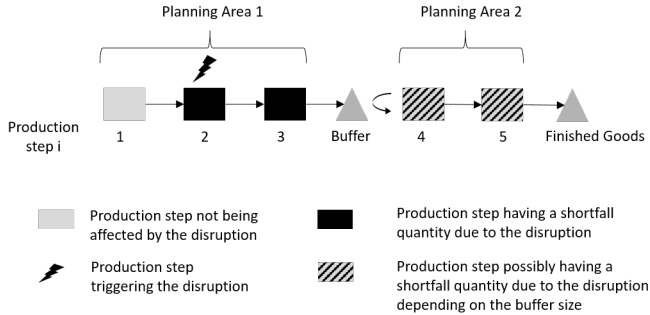 Planning Area 1
Planning Area 2
Production
step i
1
2
3
Buffer
4
5
Finished Goods
Production step not being
affected by the disruption
Production step having a shortfall
quantity due to the disruption
Production step
triggering the disruption
Production step possibly having a
shortfall quantity due to the disruption
depending on the buffer size